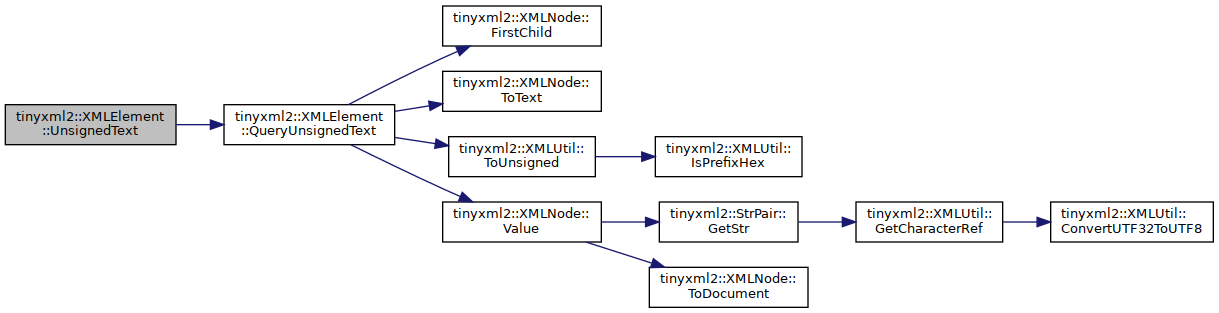 tinyxml2::XMLNode::
FirstChild
tinyxml2::XMLNode::
ToText
tinyxml2::XMLElement
::UnsignedText
tinyxml2::XMLElement
::QueryUnsignedText
tinyxml2::XMLUtil::
ToUnsigned
tinyxml2::XMLUtil::
IsPrefixHex
tinyxml2::XMLNode::
Value
tinyxml2::StrPair::
GetStr
tinyxml2::XMLUtil::
GetCharacterRef
tinyxml2::XMLUtil::
ConvertUTF32ToUTF8
tinyxml2::XMLNode::
ToDocument